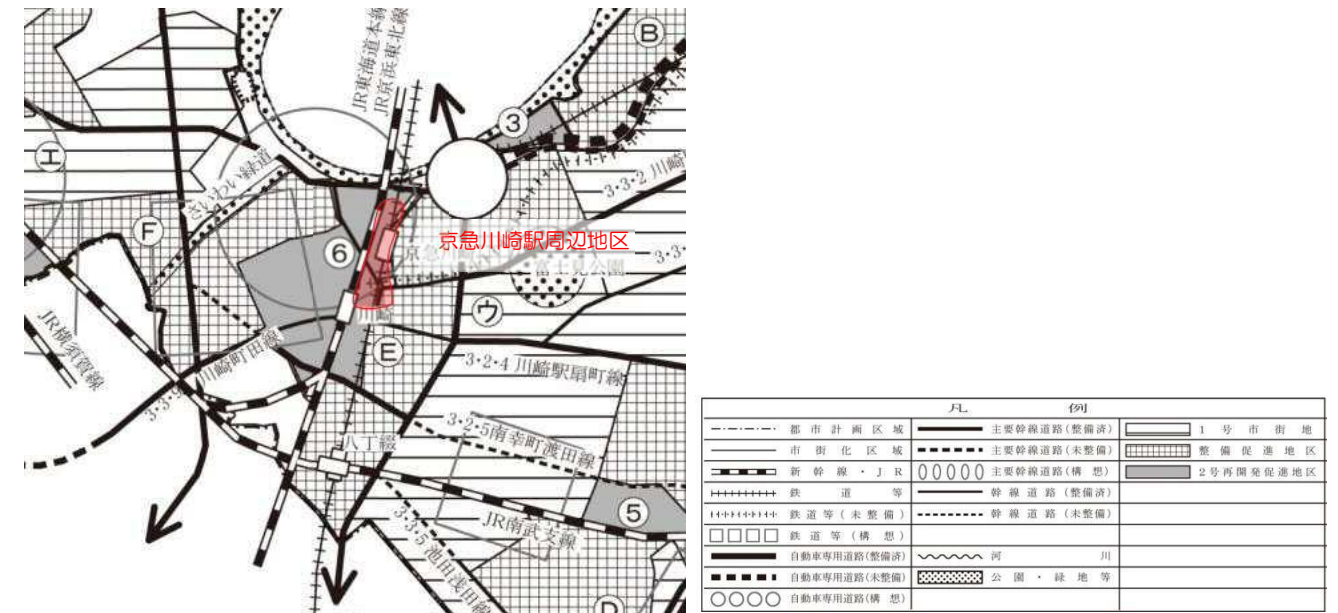 JR東海道本線
JR京浜東北線
B
3
エ
さいわい緑道
3・3・2 川崎
F
京急川崎駅周辺地区
6
京急川崎
富士見公園
3・3・
川崎
ウ
E
JR横須賀線
3・3・9 川崎町田線
3・2・4 川崎駅扇町線
3・2・5南幸町渡田線
八丁畷
5
JR南武支線
3・3・5池田浅田線
D
凡例
都市計画区域
主要幹線道路(整備済)
1号市街地
市街化区域
主要幹線道路(未整備)
整備促進地区
新幹線・JR
主要幹線道路(構想)
2号再開発促進地区
鉄道等
幹線道路(整備済)
鉄道等(未整備)
幹線道路(未整備)
鉄道等(構想)
自動車専用道路(整備済)
河川
自動車専用道路(未整備)
公園・緑地等
自動車専用道路(構想)